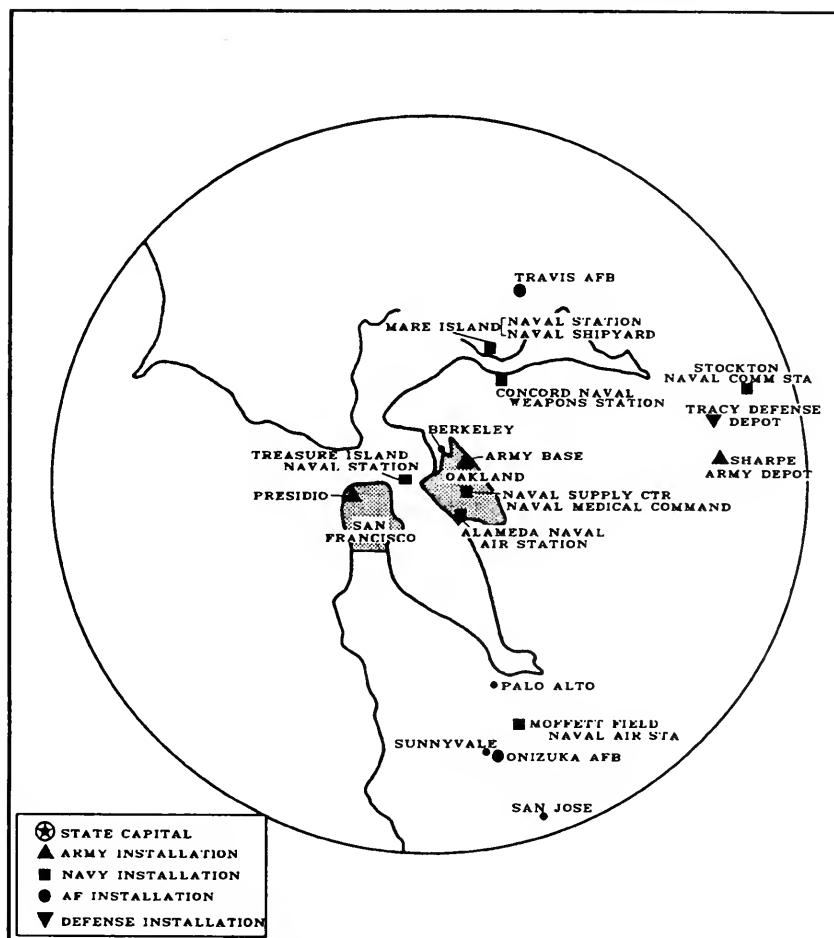 TRAVIS AFB
MARE ISLAND
NAVAL STATION
NAVAL SHIPYARD
STOCKTON
NAVAL COMM STA
CONCORD NAVAL
WEAPONS STATION
TRACY DEFENSE
DEPOT
BERKELEY
TREASURE ISLAND
NAVAL STATION
ARMY BASE
SHARPE
ARMY DEPOT
OAKLAND
PRESIDIO
NAVAL SUPPLY CTR
NAVAL MEDICAL COMMAND
SAN
FRANCISCO
ALAMEDA NAVAL
AIR STATION
PALO ALTO
MOFFETT FIELD
NAVAL AIR STA
SUNNYVALE
ONIZUKA AFB
SAN JOSE
STATE CAPITAL
ARMY INSTALLATION
NAVY INSTALLATION
AF INSTALLATION
DEFENSE INSTALLATION